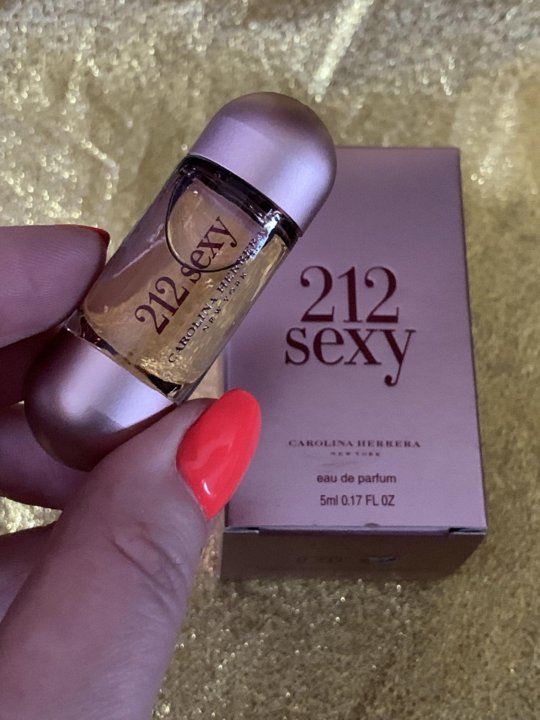 212 sexy
CAROLINA HERRERA
NEW YORK
212
sexy
CAROLINA HERRERA
NEW YORK
eau de parfum
5ml 0.17 FL OZ